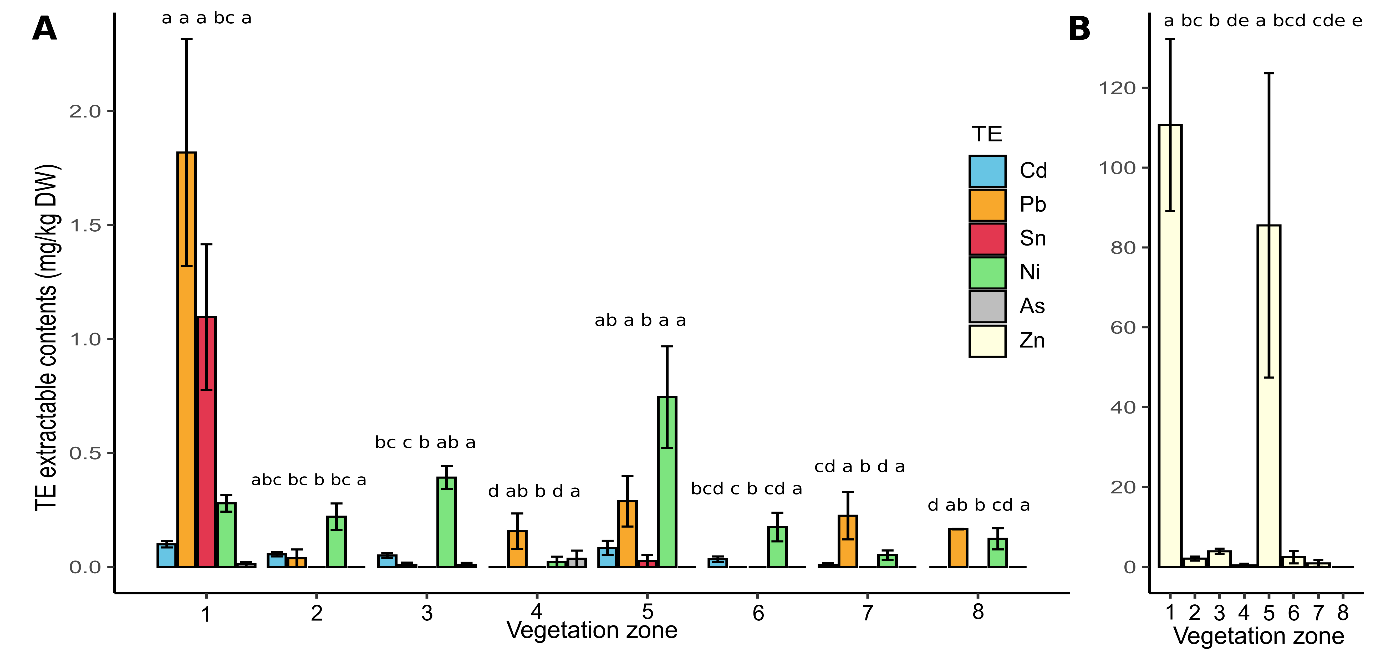 A
a a a bc a
abc bc b bc a
bc c b ab a
d ab b d a
ab a b a a
bcd c b cd a
cd a b d a
d ab b cd a
TE extractable contents (mg/kg DW)
2.0
1.5
1.0
0.5
0.0
1 2 3 4 5 6 7 8
Vegetation zone
TE
Cd
Pb
Sn
Ni
As
Zn
B
a bc b de a bcd cde e
120
100
80
60
40
20
0
1 2 3 4 5 6 7 8
Vegetation zone